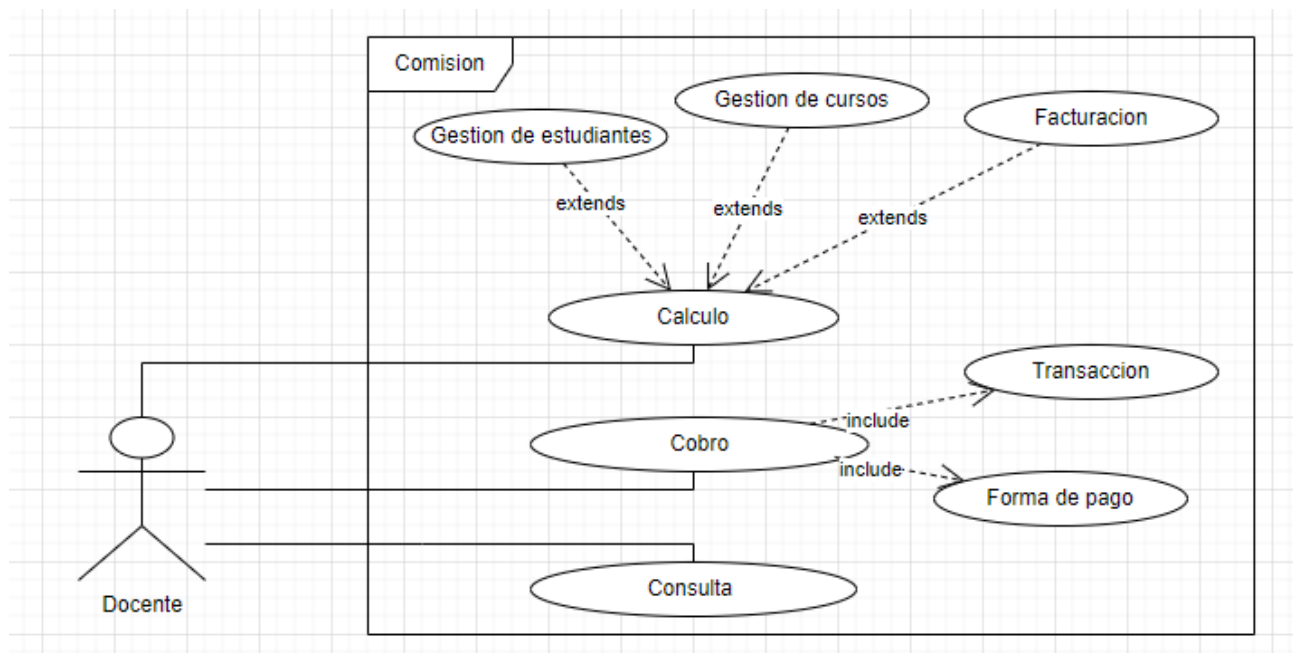 Comision
Gestion de cursos
Facturacion
Gestion de estudiantes
extends
extends
extends
Calculo
Transaccion
include
Cobro
include
Forma de pago
Consulta
Docente